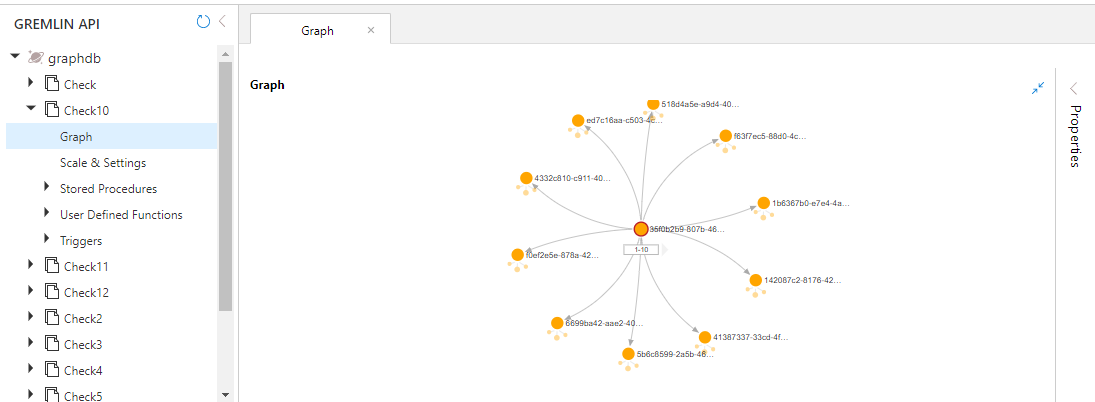 GREMLIN API
graphdb
Check
Check10
Graph
Scale & Settings
Stored Procedures
User Defined Functions
Triggers
Check11
Check12
Check2
Check3
Check4
Check5
Graph
Graph
518d4a5e-a9d4-40...
ed7c16aa-c503-4c...
f63f7ec5-88d0-4c...
4332c810-c911-40...
1b6367b0-e7e4-4a...
35f0b2b9-807b-46...
1-10
f0ef2e5e-878a-42...
142087c2-8176-42...
6699ba42-aae2-40...
41387337-33cd-4f...
5b6c8599-2a5b-46...
Properties